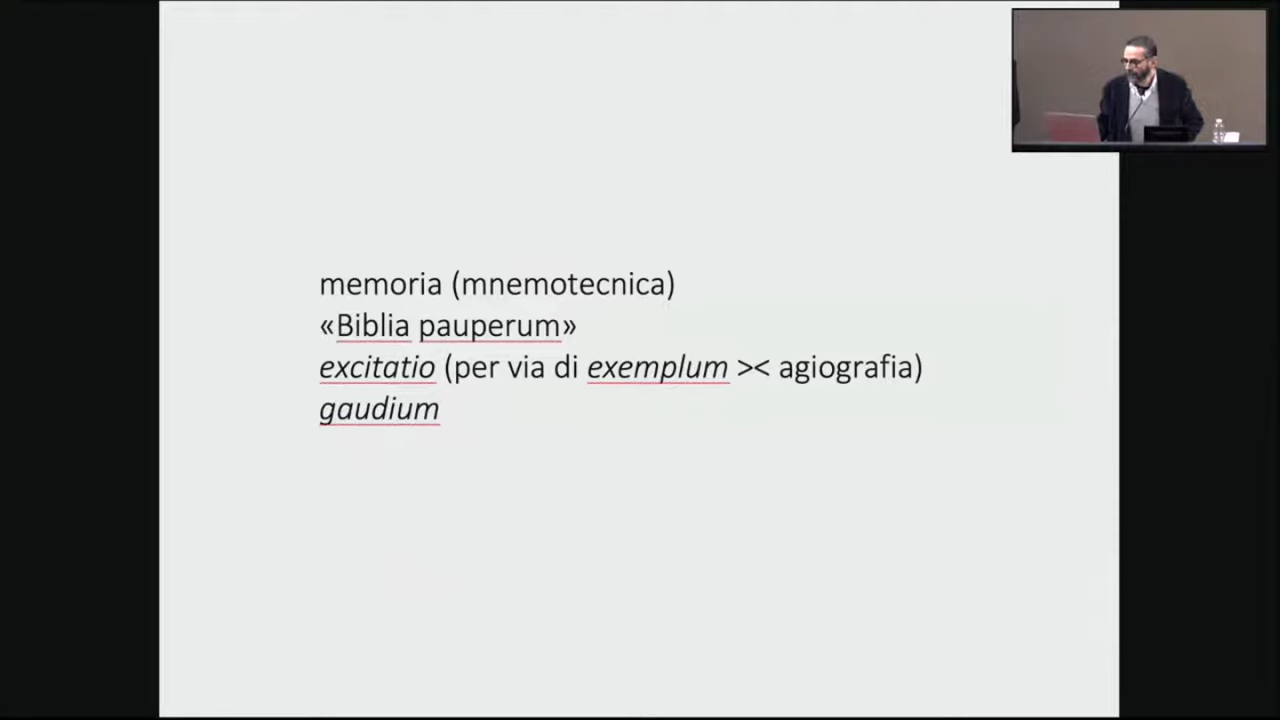 memoria (mnemotecnica)
«Biblia pauperum»
excitatio (per via di exemplum >< agiografia)
gaudium